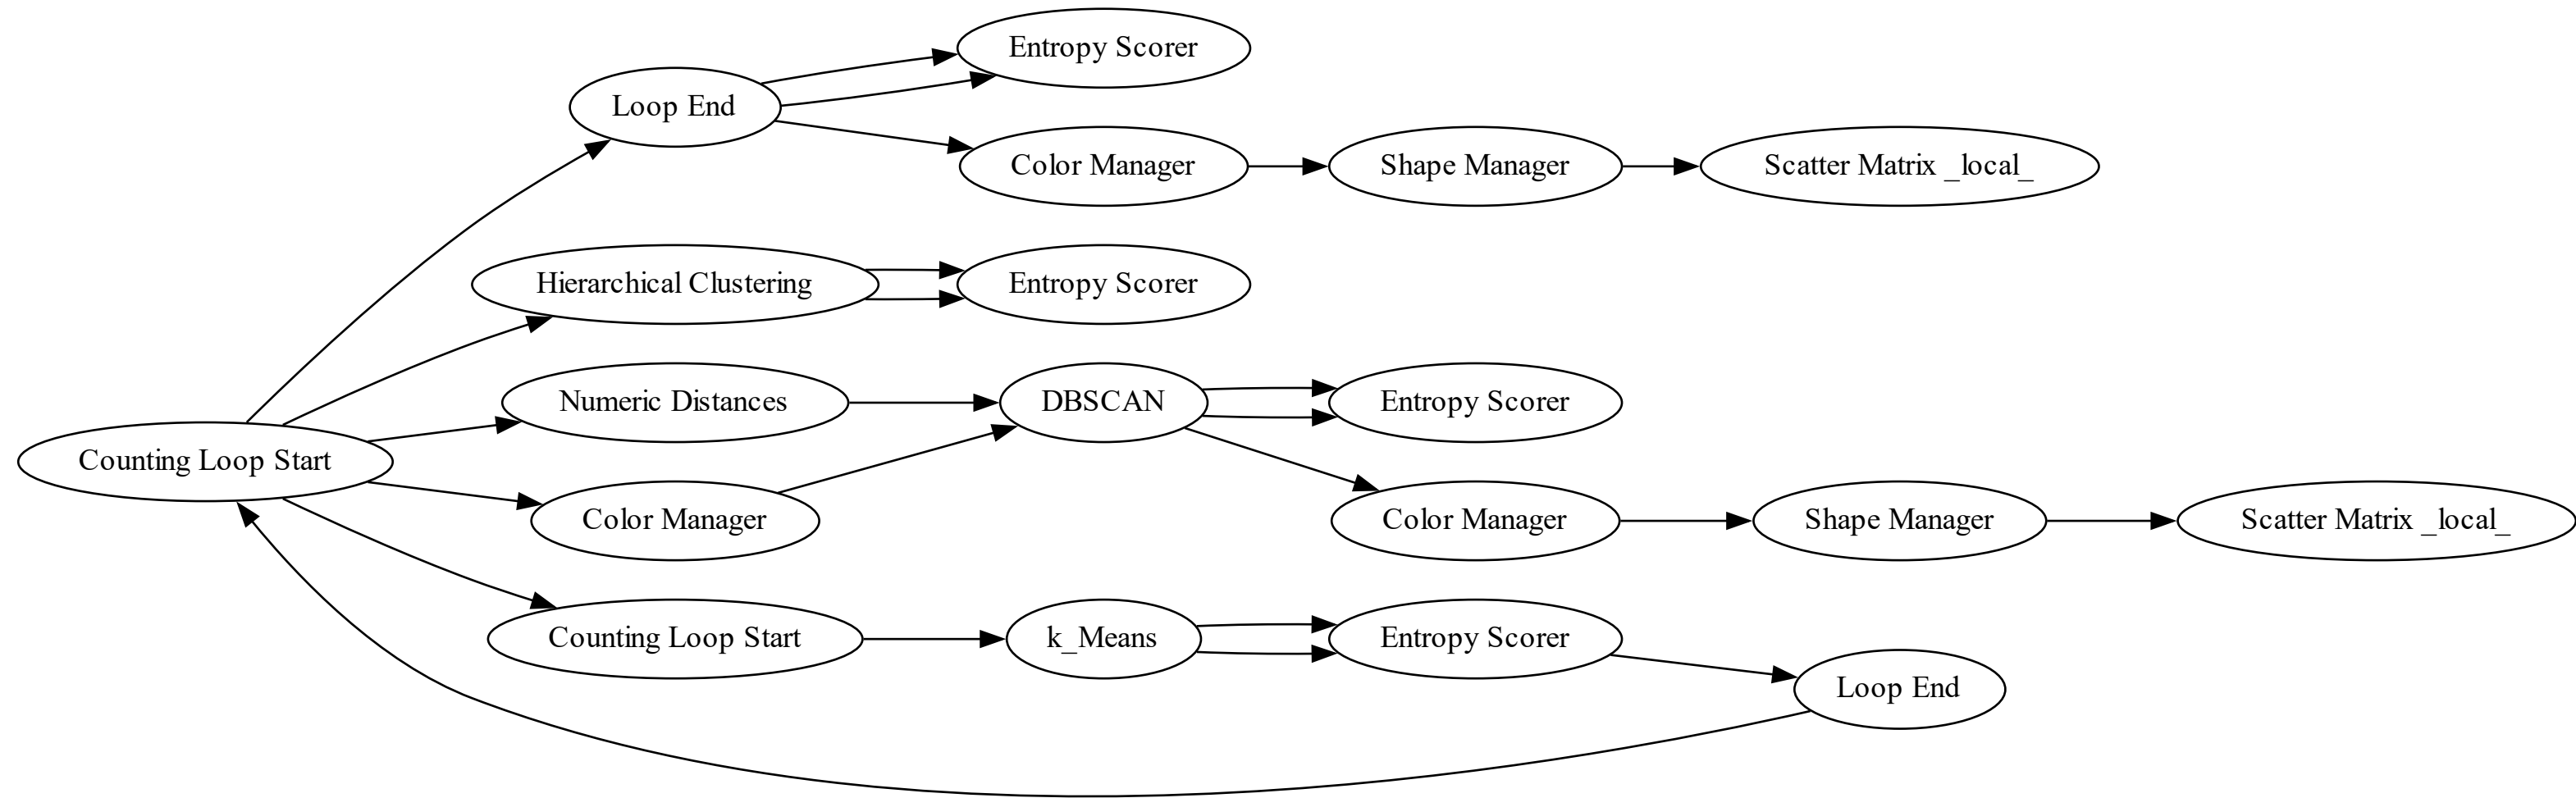 Entropy Scorer
Loop End
Color Manager
Shape Manager
Scatter Matrix _local_
Hierarchical Clustering
Entropy Scorer
Numeric Distances
DBSCAN
Entropy Scorer
Counting Loop Start
Color Manager
Color Manager
Shape Manager
Scatter Matrix _local_
Counting Loop Start
k_Means
Entropy Scorer
Loop End